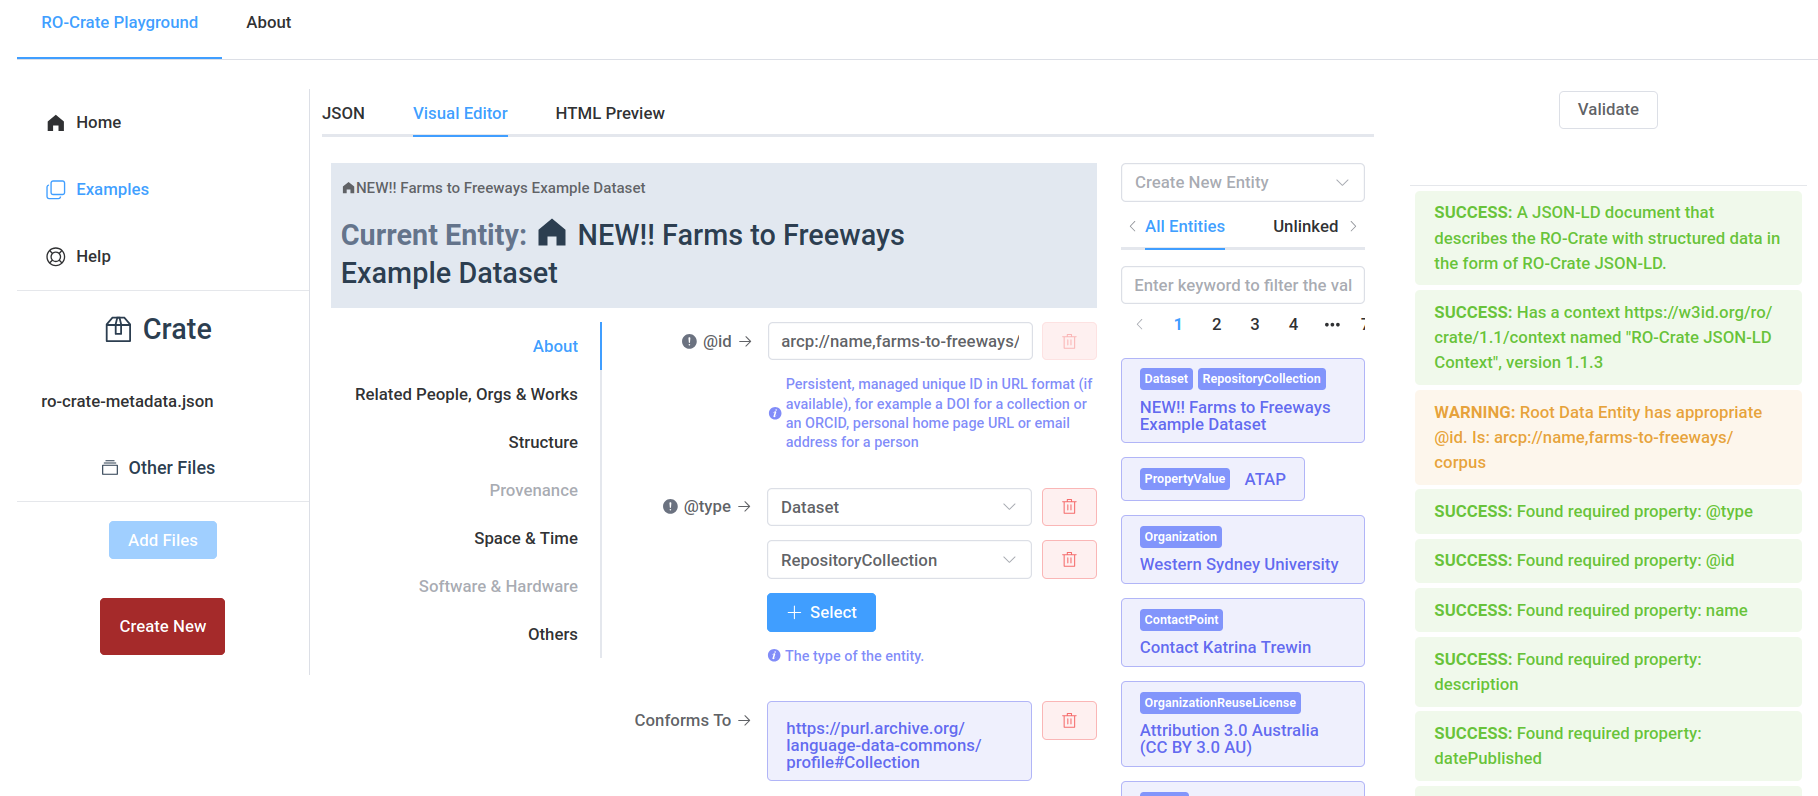 RO-Crate Playground
About
Home
Examples
Help
Crate
ro-crate-metadata.json
Other Files
Add Files
Create New
JSON
Visual Editor
HTML Preview
NEW!! Farms to Freeways Example Dataset
Current Entity: NEW!! Farms to Freeways
Example Dataset
About
Related People, Orgs & Works
Structure
Provenance
Space & Time
Software & Hardware
Others
@id
arcp://name,farms-to-freeways/
Persistent, managed unique ID in URL format (if
available), for example a DOI for a collection or
an ORCID, personal home page URL or email
address for a person
@type
Dataset
RepositoryCollection
Select
The type of the entity.
Conforms To
https://purl.archive.org/
language-data-commons/
profile#Collection
Create New Entity
All Entities
Unlinked
Enter keyword to filter the val
1 2 3 4 •••
Dataset RepositoryCollection
NEW!! Farms to Freeways
Example Dataset
PropertyValue ATAP
Organization
Western Sydney University
ContactPoint
Contact Katrina Trewin
OrganizationReuseLicense
Attribution 3.0 Australia
(CC BY 3.0 AU)
Validate
SUCCESS: A JSON-LD document that
describes the RO-Crate with structured data in
the form of RO-Crate JSON-LD.
SUCCESS: Has a context https://w3id.org/ro/
crate/1.1/context named "RO-Crate JSON-LD
Context", version 1.1.3
WARNING: Root Data Entity has appropriate
@id. Is: arcp://name,farms-to-freeways/
corpus
SUCCESS: Found required property: @type
SUCCESS: Found required property: @id
SUCCESS: Found required property: name
SUCCESS: Found required property:
description
SUCCESS: Found required property:
datePublished